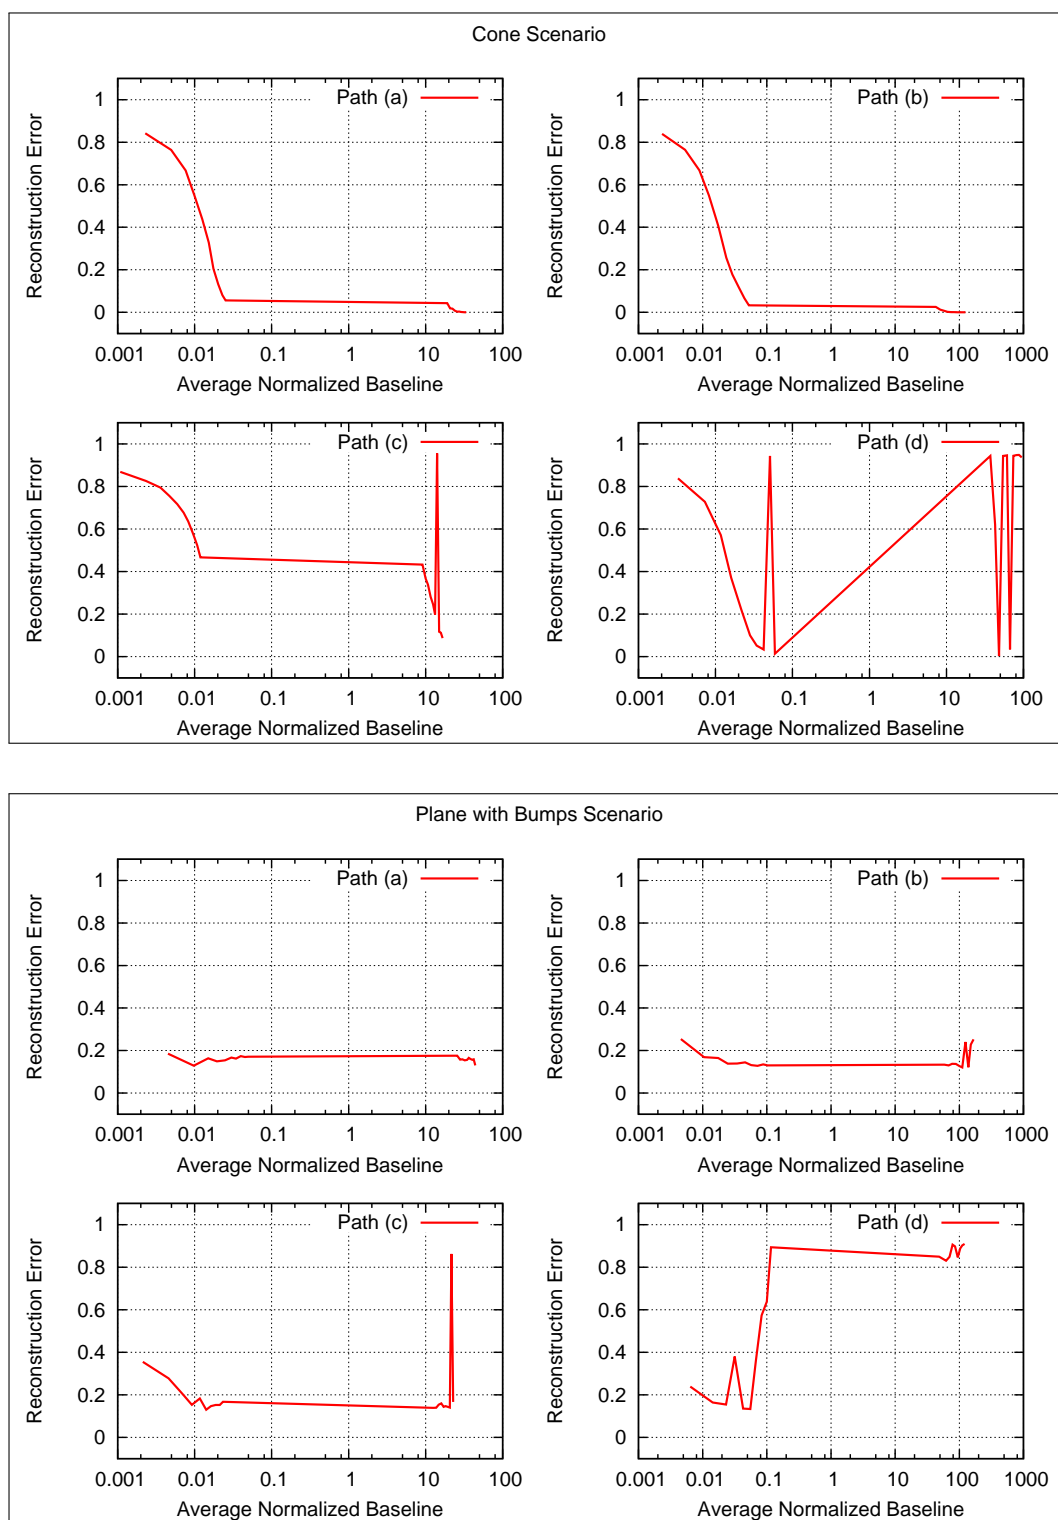 Cone Scenario
Reconstruction Error
1
0.8
0.6
0.4
0.2
0
Path (a)
0.001 0.01 0.1 1 10 100
Average Normalized Baseline
Reconstruction Error
1
0.8
0.6
0.4
0.2
0
Path (b)
0.001 0.01 0.1 1 10 100 1000
Average Normalized Baseline
Reconstruction Error
1
0.8
0.6
0.4
0.2
0
Path (c)
0.001 0.01 0.1 1 10 100
Average Normalized Baseline
Reconstruction Error
1
0.8
0.6
0.4
0.2
0
Path (d)
0.001 0.01 0.1 1 10 100
Average Normalized Baseline
Plane with Bumps Scenario
Reconstruction Error
1
0.8
0.6
0.4
0.2
0
Path (a)
0.001 0.01 0.1 1 10 100
Average Normalized Baseline
Reconstruction Error
1
0.8
0.6
0.4
0.2
0
Path (b)
0.001 0.01 0.1 1 10 100 1000
Average Normalized Baseline
Reconstruction Error
1
0.8
0.6
0.4
0.2
0
Path (c)
0.001 0.01 0.1 1 10 100
Average Normalized Baseline
Reconstruction Error
1
0.8
0.6
0.4
0.2
0
Path (d)
0.001 0.01 0.1 1 10 100 1000
Average Normalized Baseline